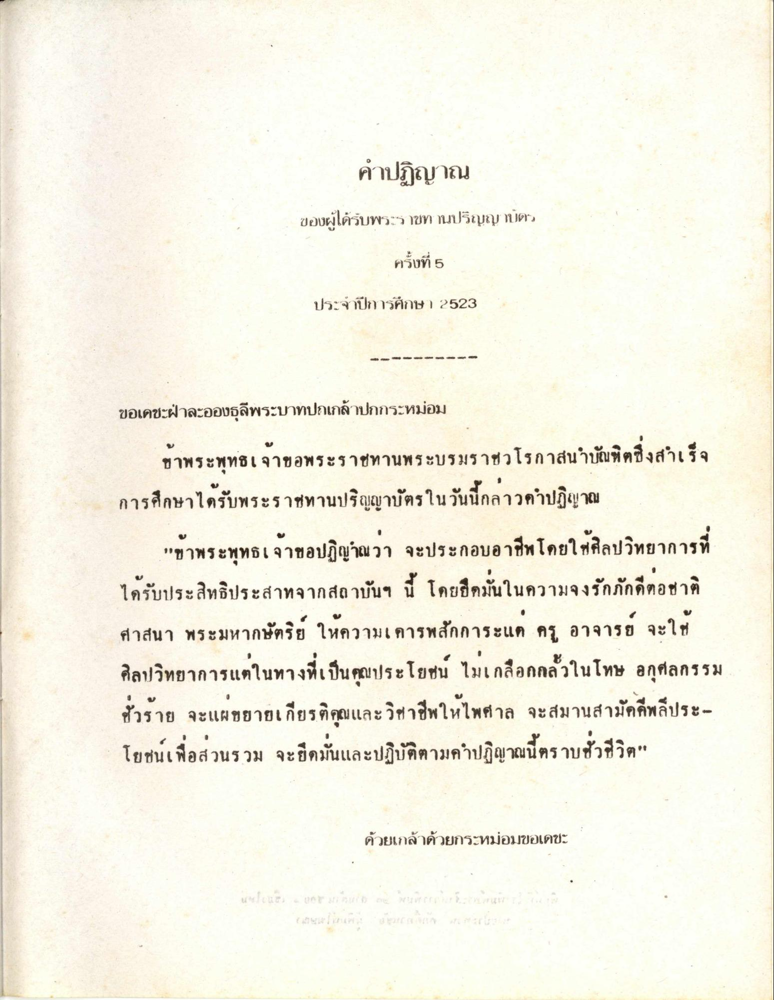 คำปฏิญาณ
ของผู้ได้รับพระราชทานปริญญาบัตร
ครั้งที่ 5
ประจำปีการศึกษา 2523
----------
ขอเดชะฝ่าละอองธุลีพระบาทปกเกล้าปกกระหม่อม
ข้าพระพุทธเจ้าขอพระราชทานพระบรมราชวโรกาสนำบัณฑิตซึ่งสำเร็จ
การศึกษาได้รับพระราชทานปริญญาบัตรในวันนี้กล่าวคำปฏิญาณ
"ข้าพระพุทธเจ้าขอปฏิญาณว่า จะประกอบอาชีพโดยใช้ศิลปวิทยาการที่
ได้รับประสิทธิประสาทจากสถาบันฯ นี้ โดยยึดมั่นในความจงรักภักดีต่อชาติ
ศาสนา พระมหากษัตริย์ ให้ความเคารพสักการะแด่ ครู อาจารย์ จะใช้
ศิลปวิทยาการแต่ในทางที่เป็นคุณประโยชน์ ไม่เกลือกกลั้วในโทษ อกุศลกรรม
ชั่วร้าย จะแผ่ขยายเกียรติคุณและวิชาชีพให้ไพศาล จะสมานสามัคคีพลีประ-
โยชน์เพื่อส่วนรวม จะยึดมั่นและปฏิบัติตามคำปฏิญาณนี้ตราบชั่วชีวิต"
ด้วยเกล้าด้วยกระหม่อมขอเดชะ